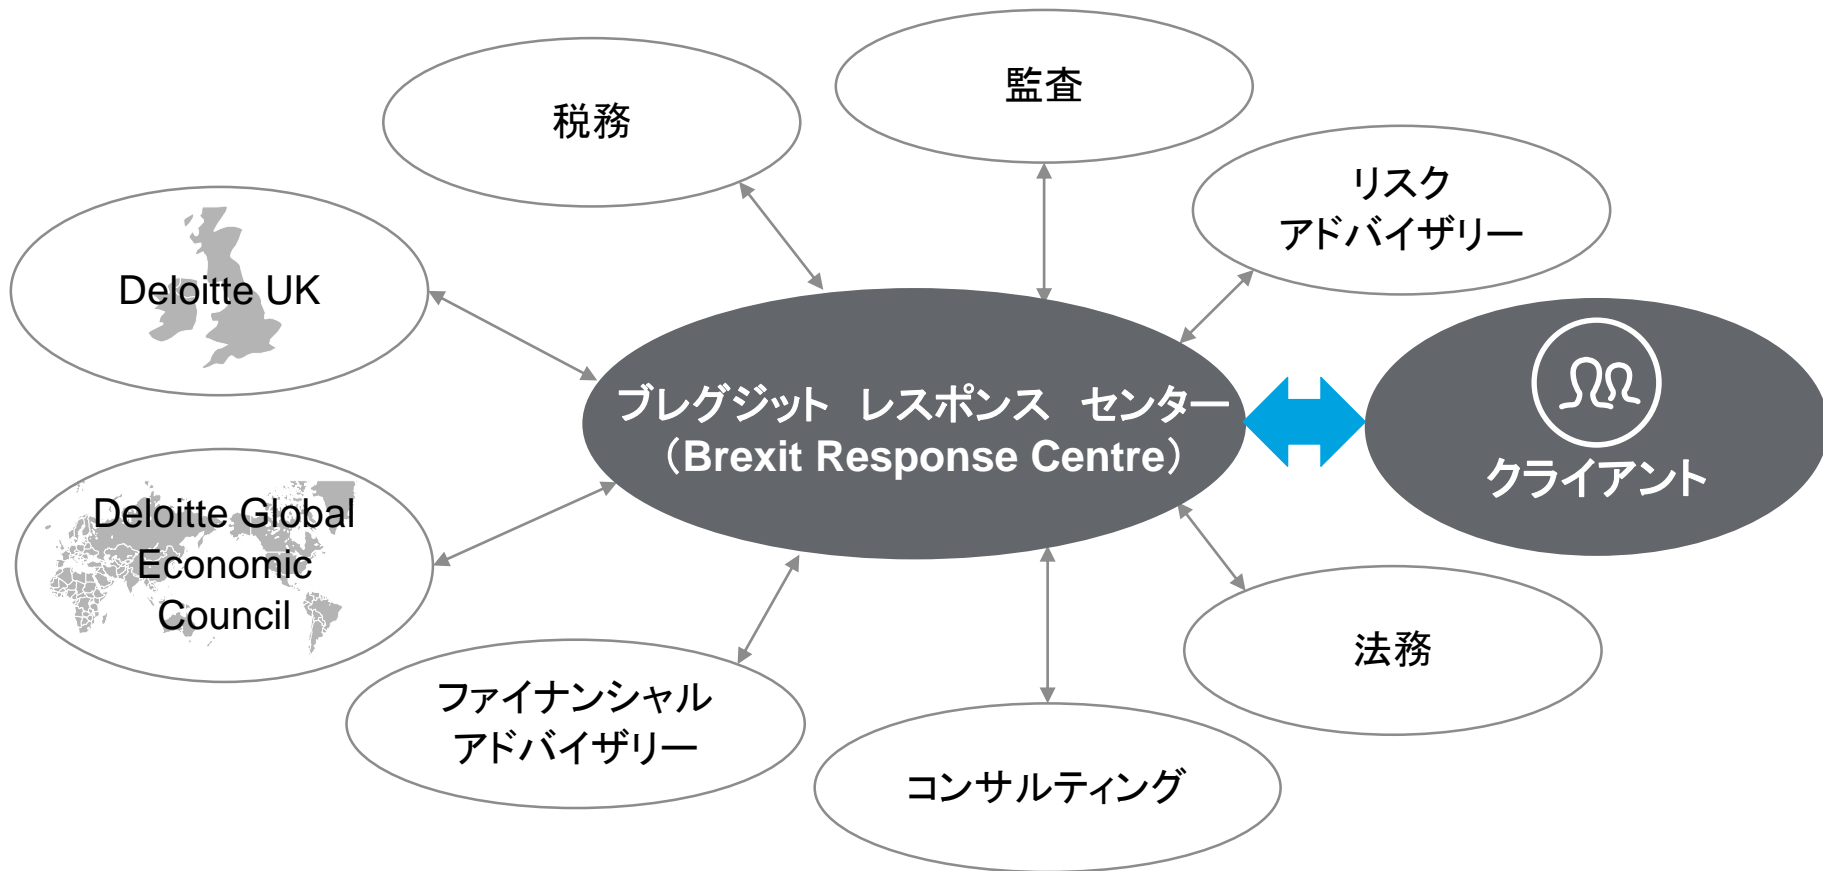 監査
税務
リスク
アドバイザリー
Deloitte UK
ブレグジット　レスポンス　センター
（Brexit Response Centre）
クライアント
Deloitte Global
Economic
Council
法務
ファイナンシャル
アドバイザリー
コンサルティング